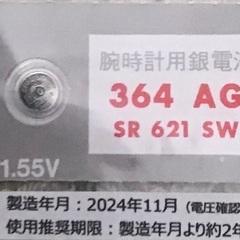 腕時計用銀電池
364 AG
SR 621 SW
1.55V
製造年月：2024年11月（電圧確認
使用推奨期限：製造年月より約2年